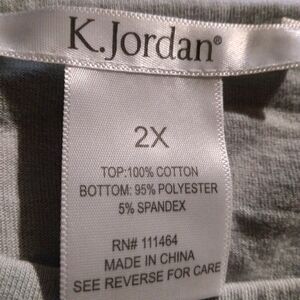 K.Jordan®
2X
TOP:100% COTTON
BOTTOM: 95% POLYESTER
5% SPANDEX
RN# 111464
MADE IN CHINA
SEE REVERSE FOR CARE